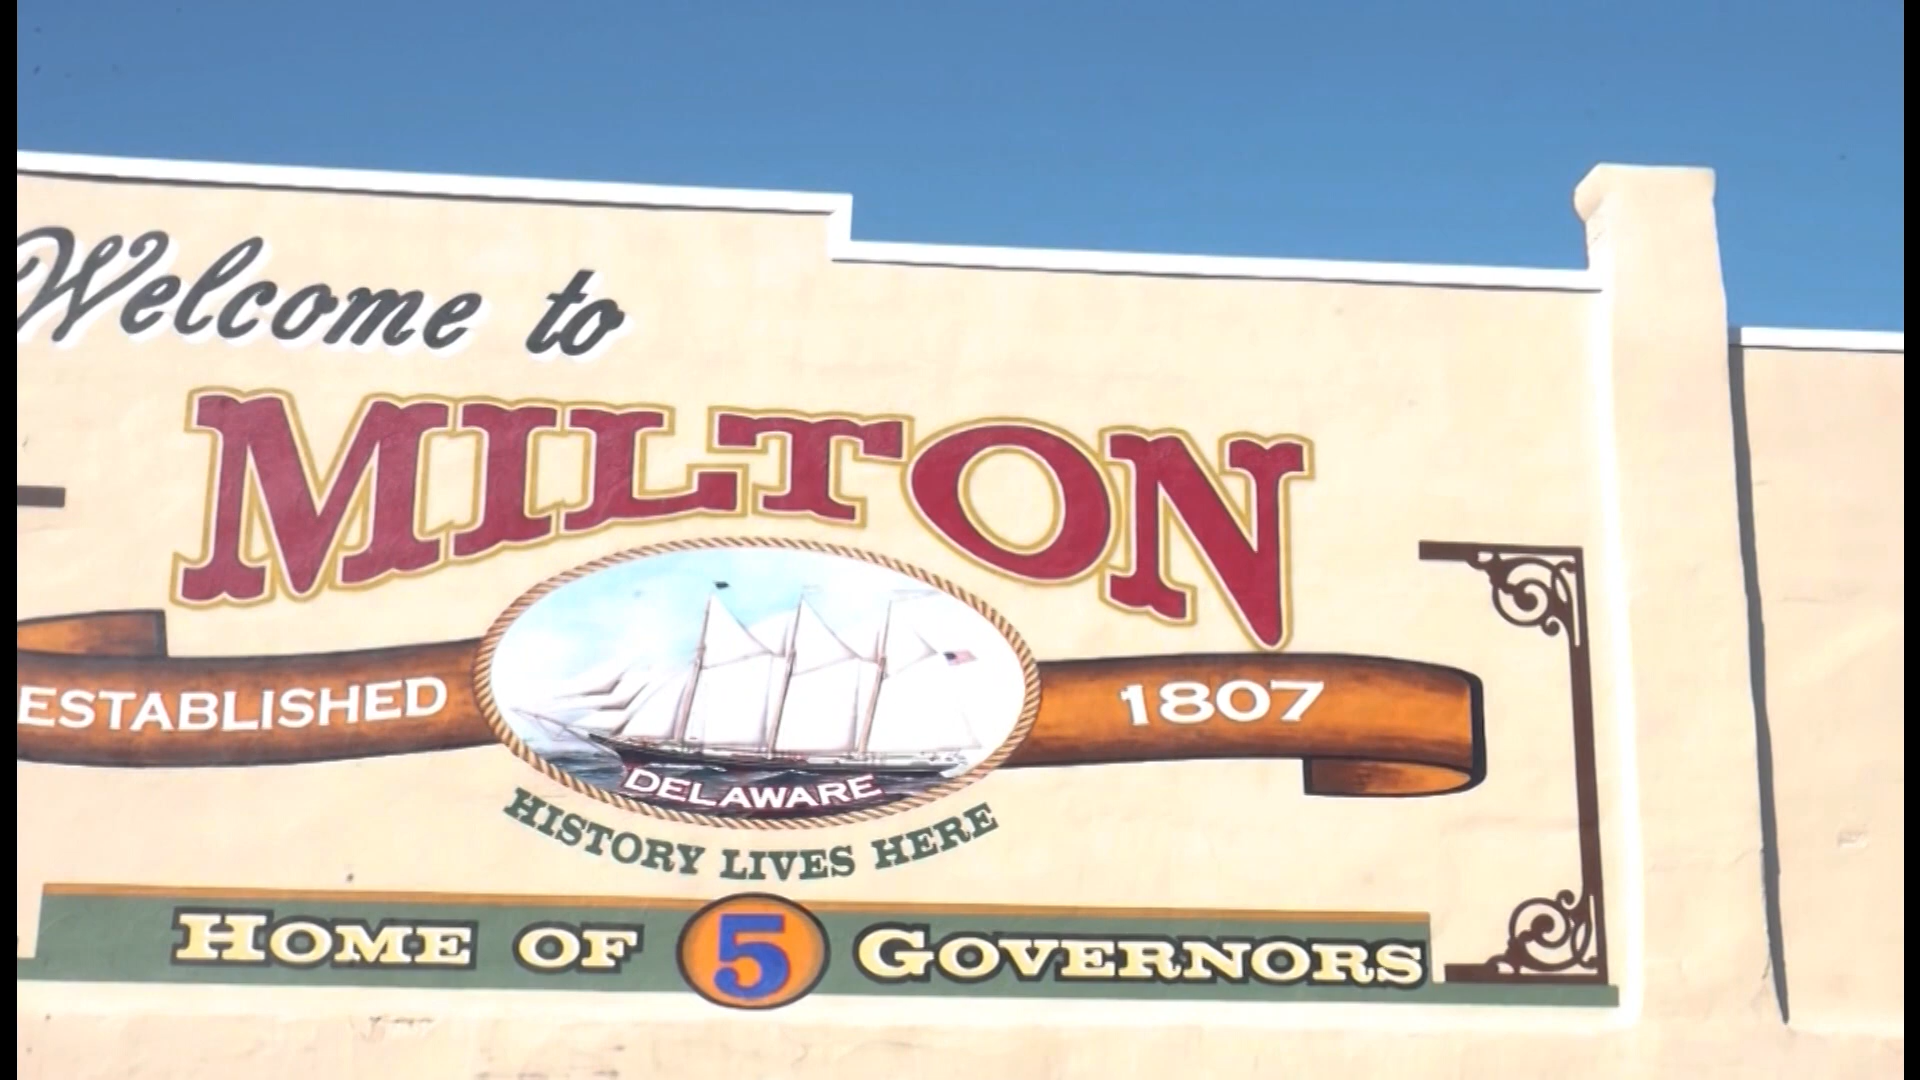 Welcome to
MILTON
ESTABLISHED 1807
DELAWARE
HISTORY LIVES HERE
HOME OF 5 GOVERNORS